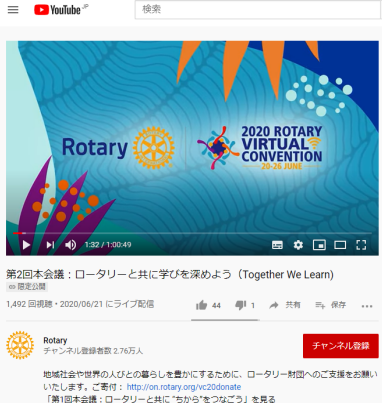 YouTube JP
検索
Rotary
2020 ROTARY
VIRTUAL
CONVENTION
20-26 JUNE
1:32 / 1:00:49
第2回本会議：ロータリーと共に学びを深めよう（Together We Learn)
限定公開
1,492 回視聴・2020/06/21 にライブ配信
44
1
共有
保存
Rotary
チャンネル登録者数 2.76万人
チャンネル登録
地域社会や世界の人びとの暮らしを豊かにするために、ロータリー財団へのご支援をお願い
いたします。ご寄付： http://on.rotary.org/vc20donate
「第1回本会議：ロータリーと共に “ちから”をつなごう」を見る